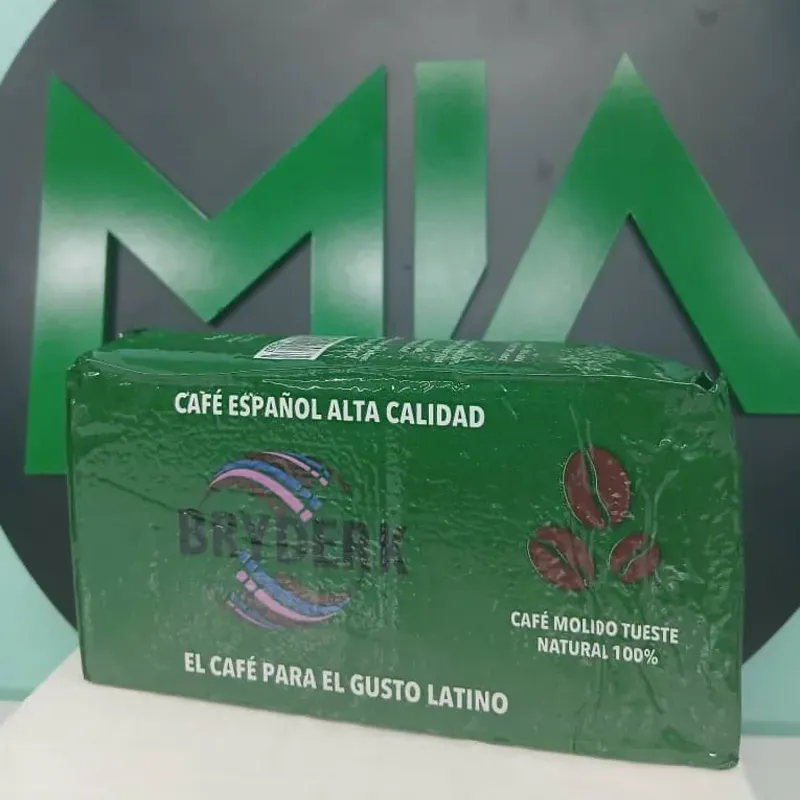 MIA
CAFÉ ESPAÑOL ALTA CALIDAD
BRYDERK
CAFÉ MOLIDO TUESTE
NATURAL 100%
EL CAFÉ PARA EL GUSTO LATINO